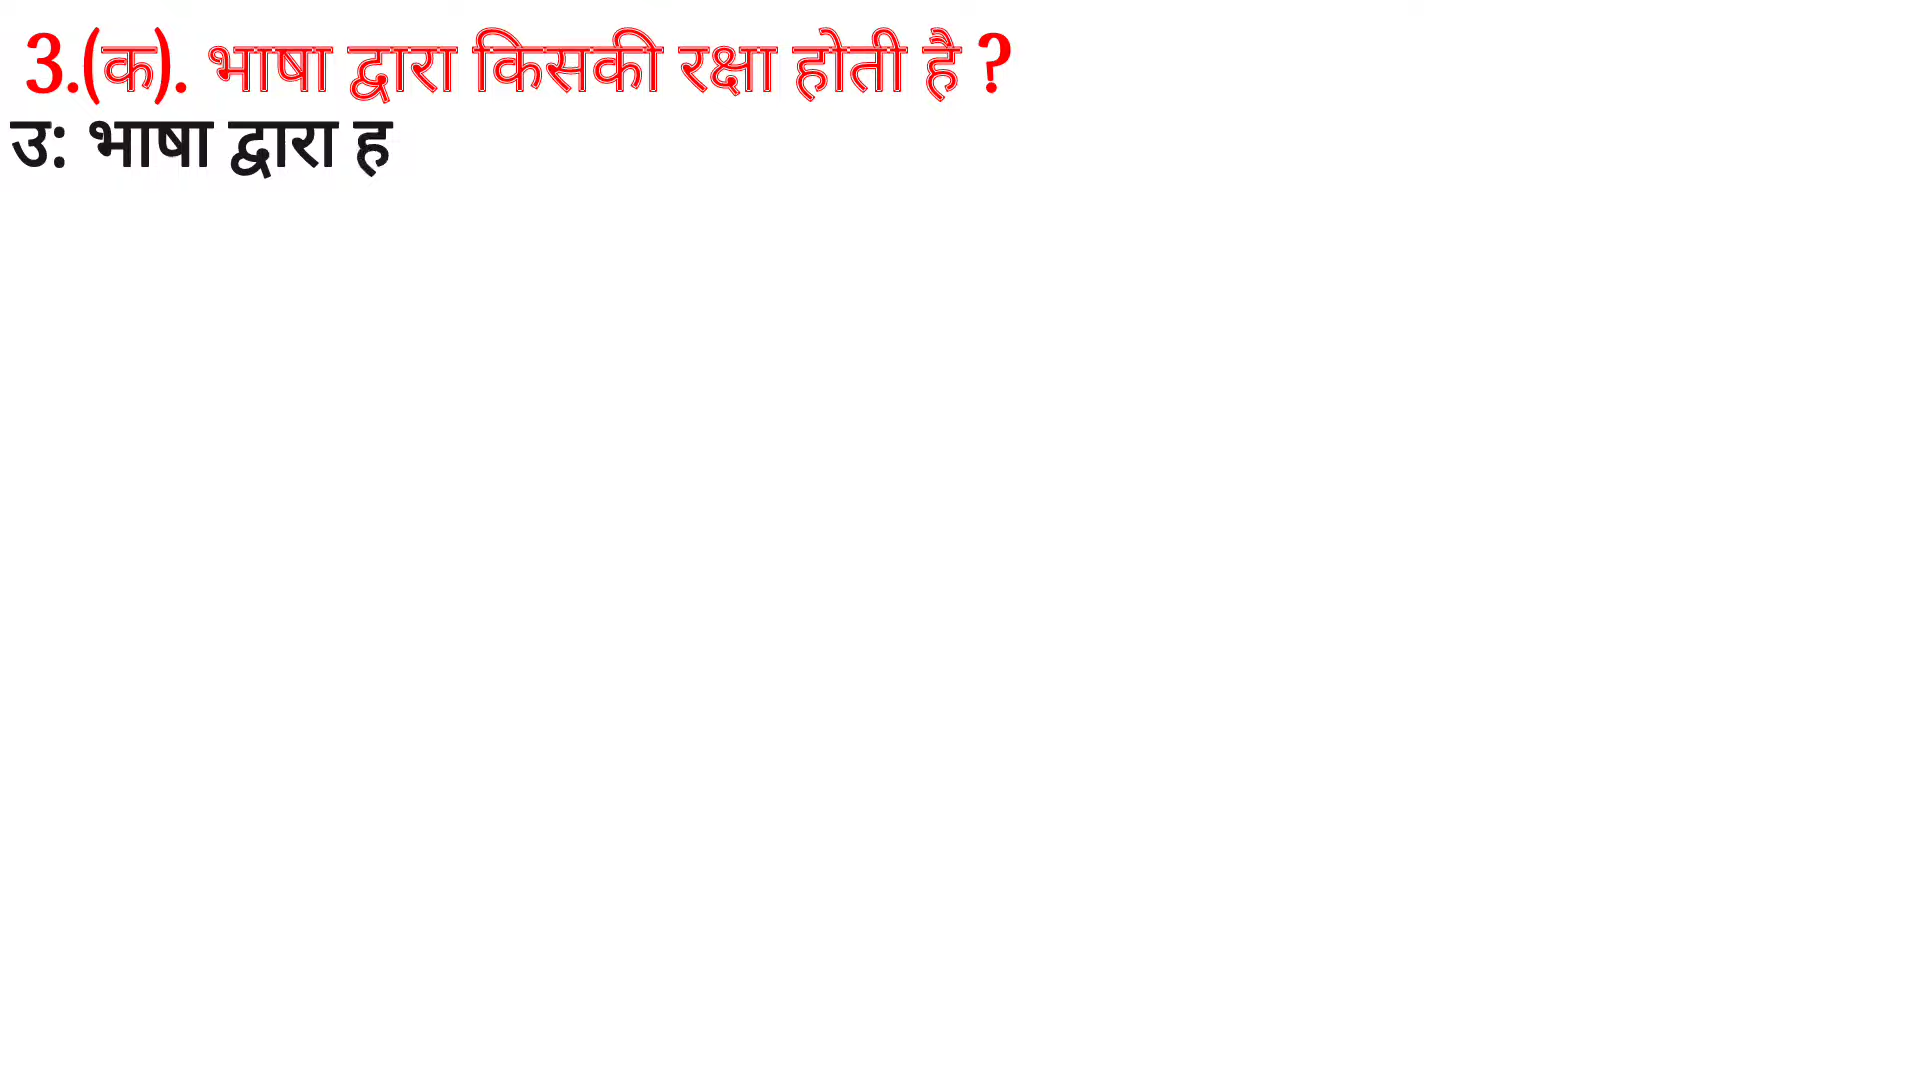 3.(क). भाषा द्वारा किसकी रक्षा होती है ?
उ: भाषा द्वारा ह